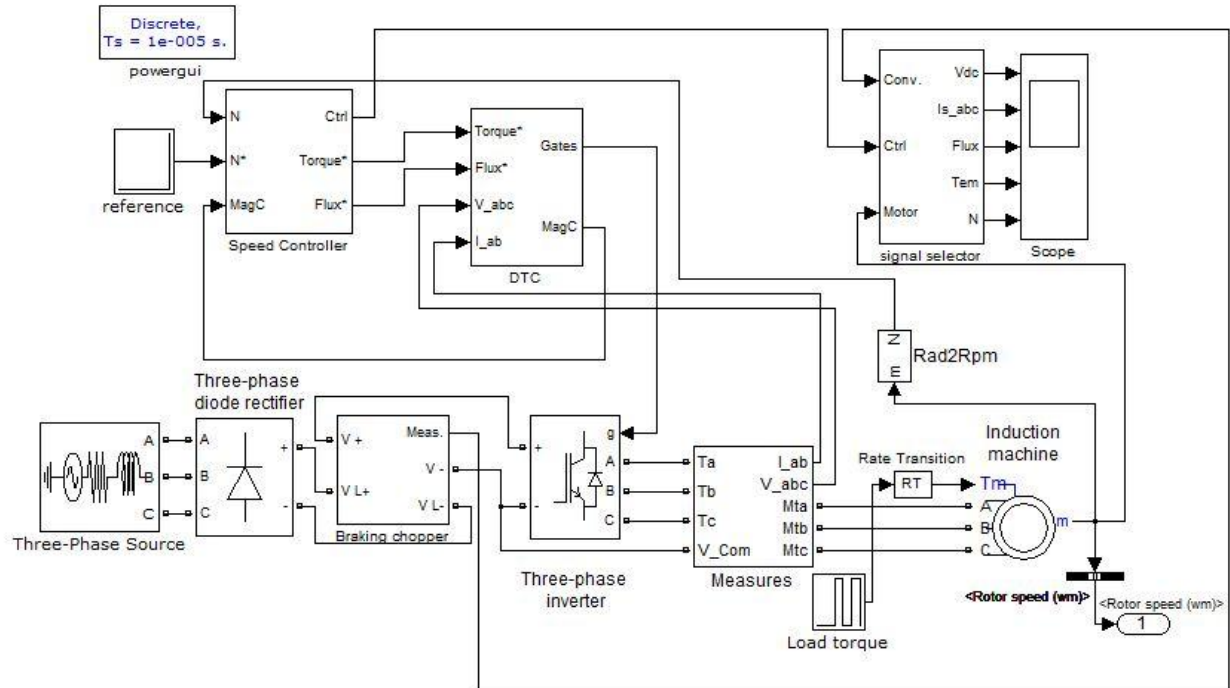 Discrete,
Ts = 1e-005 s.
powergui
N
N*
MagC
Ctrl
Torque*
Flux*
Speed Controller
reference
Torque*
Flux*
V_abc
I_ab
Gates
MagC
DTC
Conv.
Ctrl
Motor
Vdc
Is_abc
Flux
Tem
N
signal selector
Scope
N
m
Rad2Rpm
Three-phase
diode rectifier
A
B
C
Three-Phase Source
A
B
C
+
-
V +
V L+
Meas.
V -
V L-
Braking chopper
+
-
g
A
B
C
Three-phase
inverter
Ta
Tb
Tc
V_Com
I_ab
V_abc
Mta
Mtb
Mtc
Measures
Rate Transition
RT
Load torque
Induction
machine
Tm
A
B
C
m
<Rotor speed (wm)>
<Rotor speed (wm)>
1